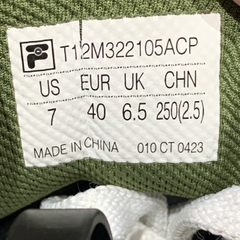 F T12M322105ACP
US EUR UK CHN
7 40 6.5 250(2.5)
MADE IN CHINA 010 CT 0423